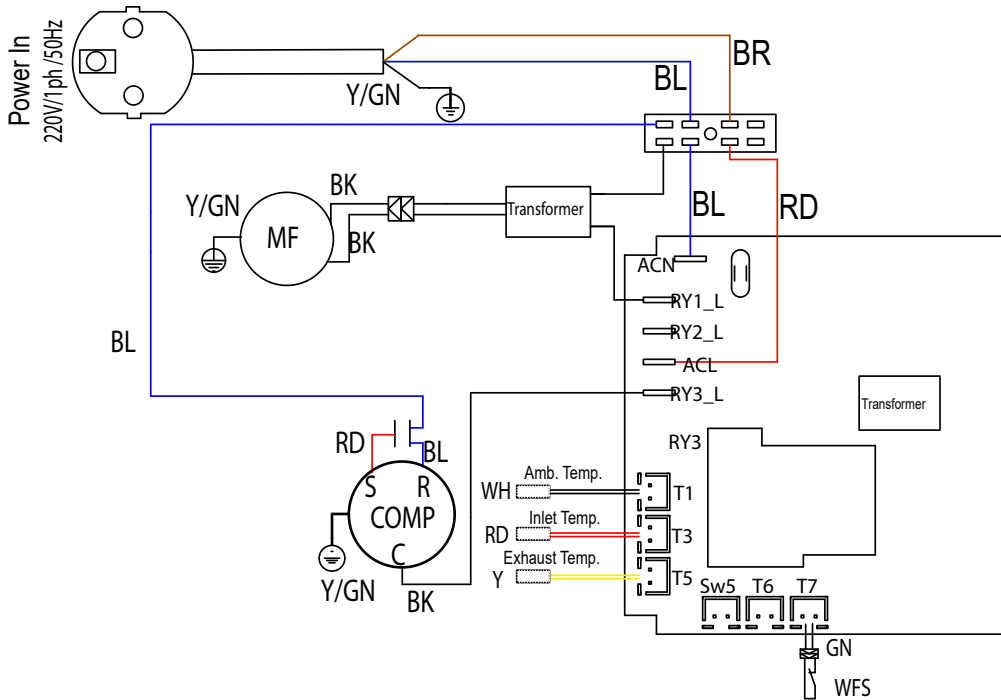 Power In
220V/1ph /50Hz
BR
BL
Y/GN
Y/GN
BK
Transformer
BL
RD
MF
BK
ACN
RY1_L
RY2_L
BL
ACL
RY3_L
Transformer
RD
BL
RY3
S
R
Amb. Temp.
WH
T1
COMP
Inlet Temp.
RD
T3
C
Exhaust Temp.
Y
T5
Y/GN
BK
Sw5
T6
T7
GN
WFS